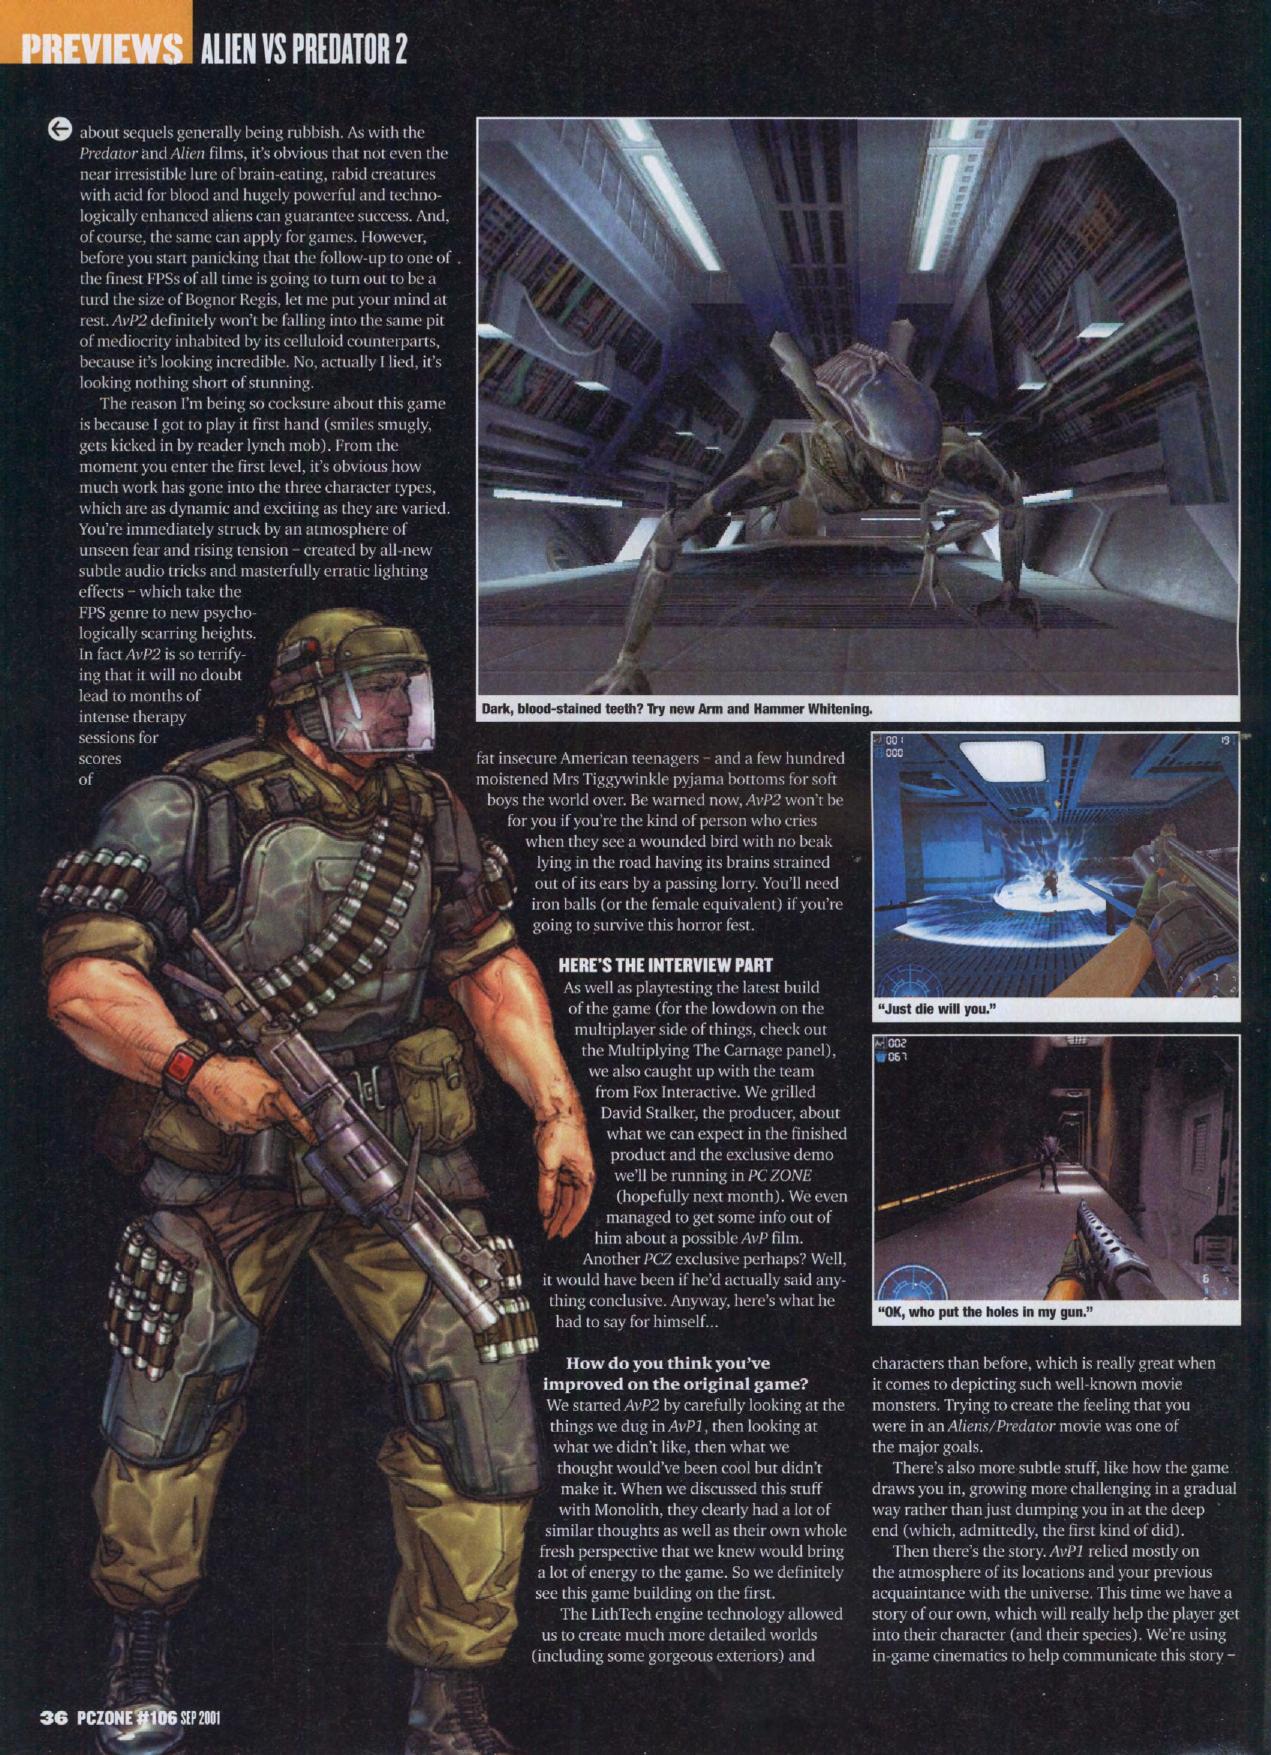 PREVIEWS ALIEN VS PREDATOR 2
about sequels generally being rubbish. As with the
Predator and Alien films, it's obvious that not even the
near irresistible lure of brain-eating, rabid creatures
with acid for blood and hugely powerful and techno-
logically enhanced aliens can guarantee success. And,
of course, the same can apply for games. However,
before you start panicking that the follow-up to one of
the finest FPSs of all time is going to turn out to be a
turd the size of Bognor Regis, let me put your mind at
rest. AvP2 definitely won't be falling into the same pit
of mediocrity inhabited by its celluloid counterparts,
because it's looking incredible. No, actually I lied, it's
looking nothing short of stunning.
The reason I'm being so cocksure about this game
is because I got to play it first hand (smiles smugly,
gets kicked in by reader lynch mob). From the
moment you enter the first level, it's obvious how
much work has gone into the three character types,
which are as dynamic and exciting as they are varied.
You're immediately struck by an atmosphere of
unseen fear and rising tension – created by all-new
subtle audio tricks and masterfully erratic lighting
effects – which take the
FPS genre to new psycho-
logically scarring heights.
In fact AvP2 is so terrify-
ing that it will no doubt
lead to months of
intense therapy
sessions for
scores
of
Dark, blood-stained teeth? Try new Arm and Hammer Whitening.
fat insecure American teenagers – and a few hundred
moistened Mrs Tiggywinkle pyjama bottoms for soft
boys the world over. Be warned now, AvP2 won't be
for you if you're the kind of person who cries
when they see a wounded bird with no beak
lying in the road having its brains strained
out of its ears by a passing lorry. You'll need
iron balls (or the female equivalent) if you're
going to survive this horror fest.
HERE'S THE INTERVIEW PART
As well as playtesting the latest build
of the game (for the lowdown on the
multiplayer side of things, check out
the Multiplying The Carnage panel),
we also caught up with the team
from Fox Interactive. We grilled
David Stalker, the producer, about
what we can expect in the finished
product and the exclusive demo
we'll be running in PC ZONE
(hopefully next month). We even
managed to get some info out of
him about a possible AvP film.
Another PCZ exclusive perhaps? Well,
it would have been if he'd actually said any-
thing conclusive. Anyway, here's what he
had to say for himself...
How do you think you've
improved on the original game?
We started AvP2 by carefully looking at the
things we dug in AvP1, then looking at
what we didn't like, then what we
thought would've been cool but didn't
make it. When we discussed this stuff
with Monolith, they clearly had a lot of
similar thoughts as well as their own whole
fresh perspective that we knew would bring
a lot of energy to the game. So we definitely
see this game building on the first.
The LithTech engine technology allowed
us to create much more detailed worlds
(including some gorgeous exteriors) and
001
000
"Just die will you."
002
067
"OK, who put the holes in my gun."
characters than before, which is really great when
it comes to depicting such well-known movie
monsters. Trying to create the feeling that you
were in an Aliens/Predator movie was one of
the major goals.
There's also more subtle stuff, like how the game
draws you in, growing more challenging in a gradual
way rather than just dumping you in at the deep
end (which, admittedly, the first kind of did).
Then there's the story. AvP1 relied mostly on
the atmosphere of its locations and your previous
acquaintance with the universe. This time we have a
story of our own, which will really help the player get
into their character (and their species). We're using
in-game cinematics to help communicate this story –
36 PCZONE #106 SEP 2001